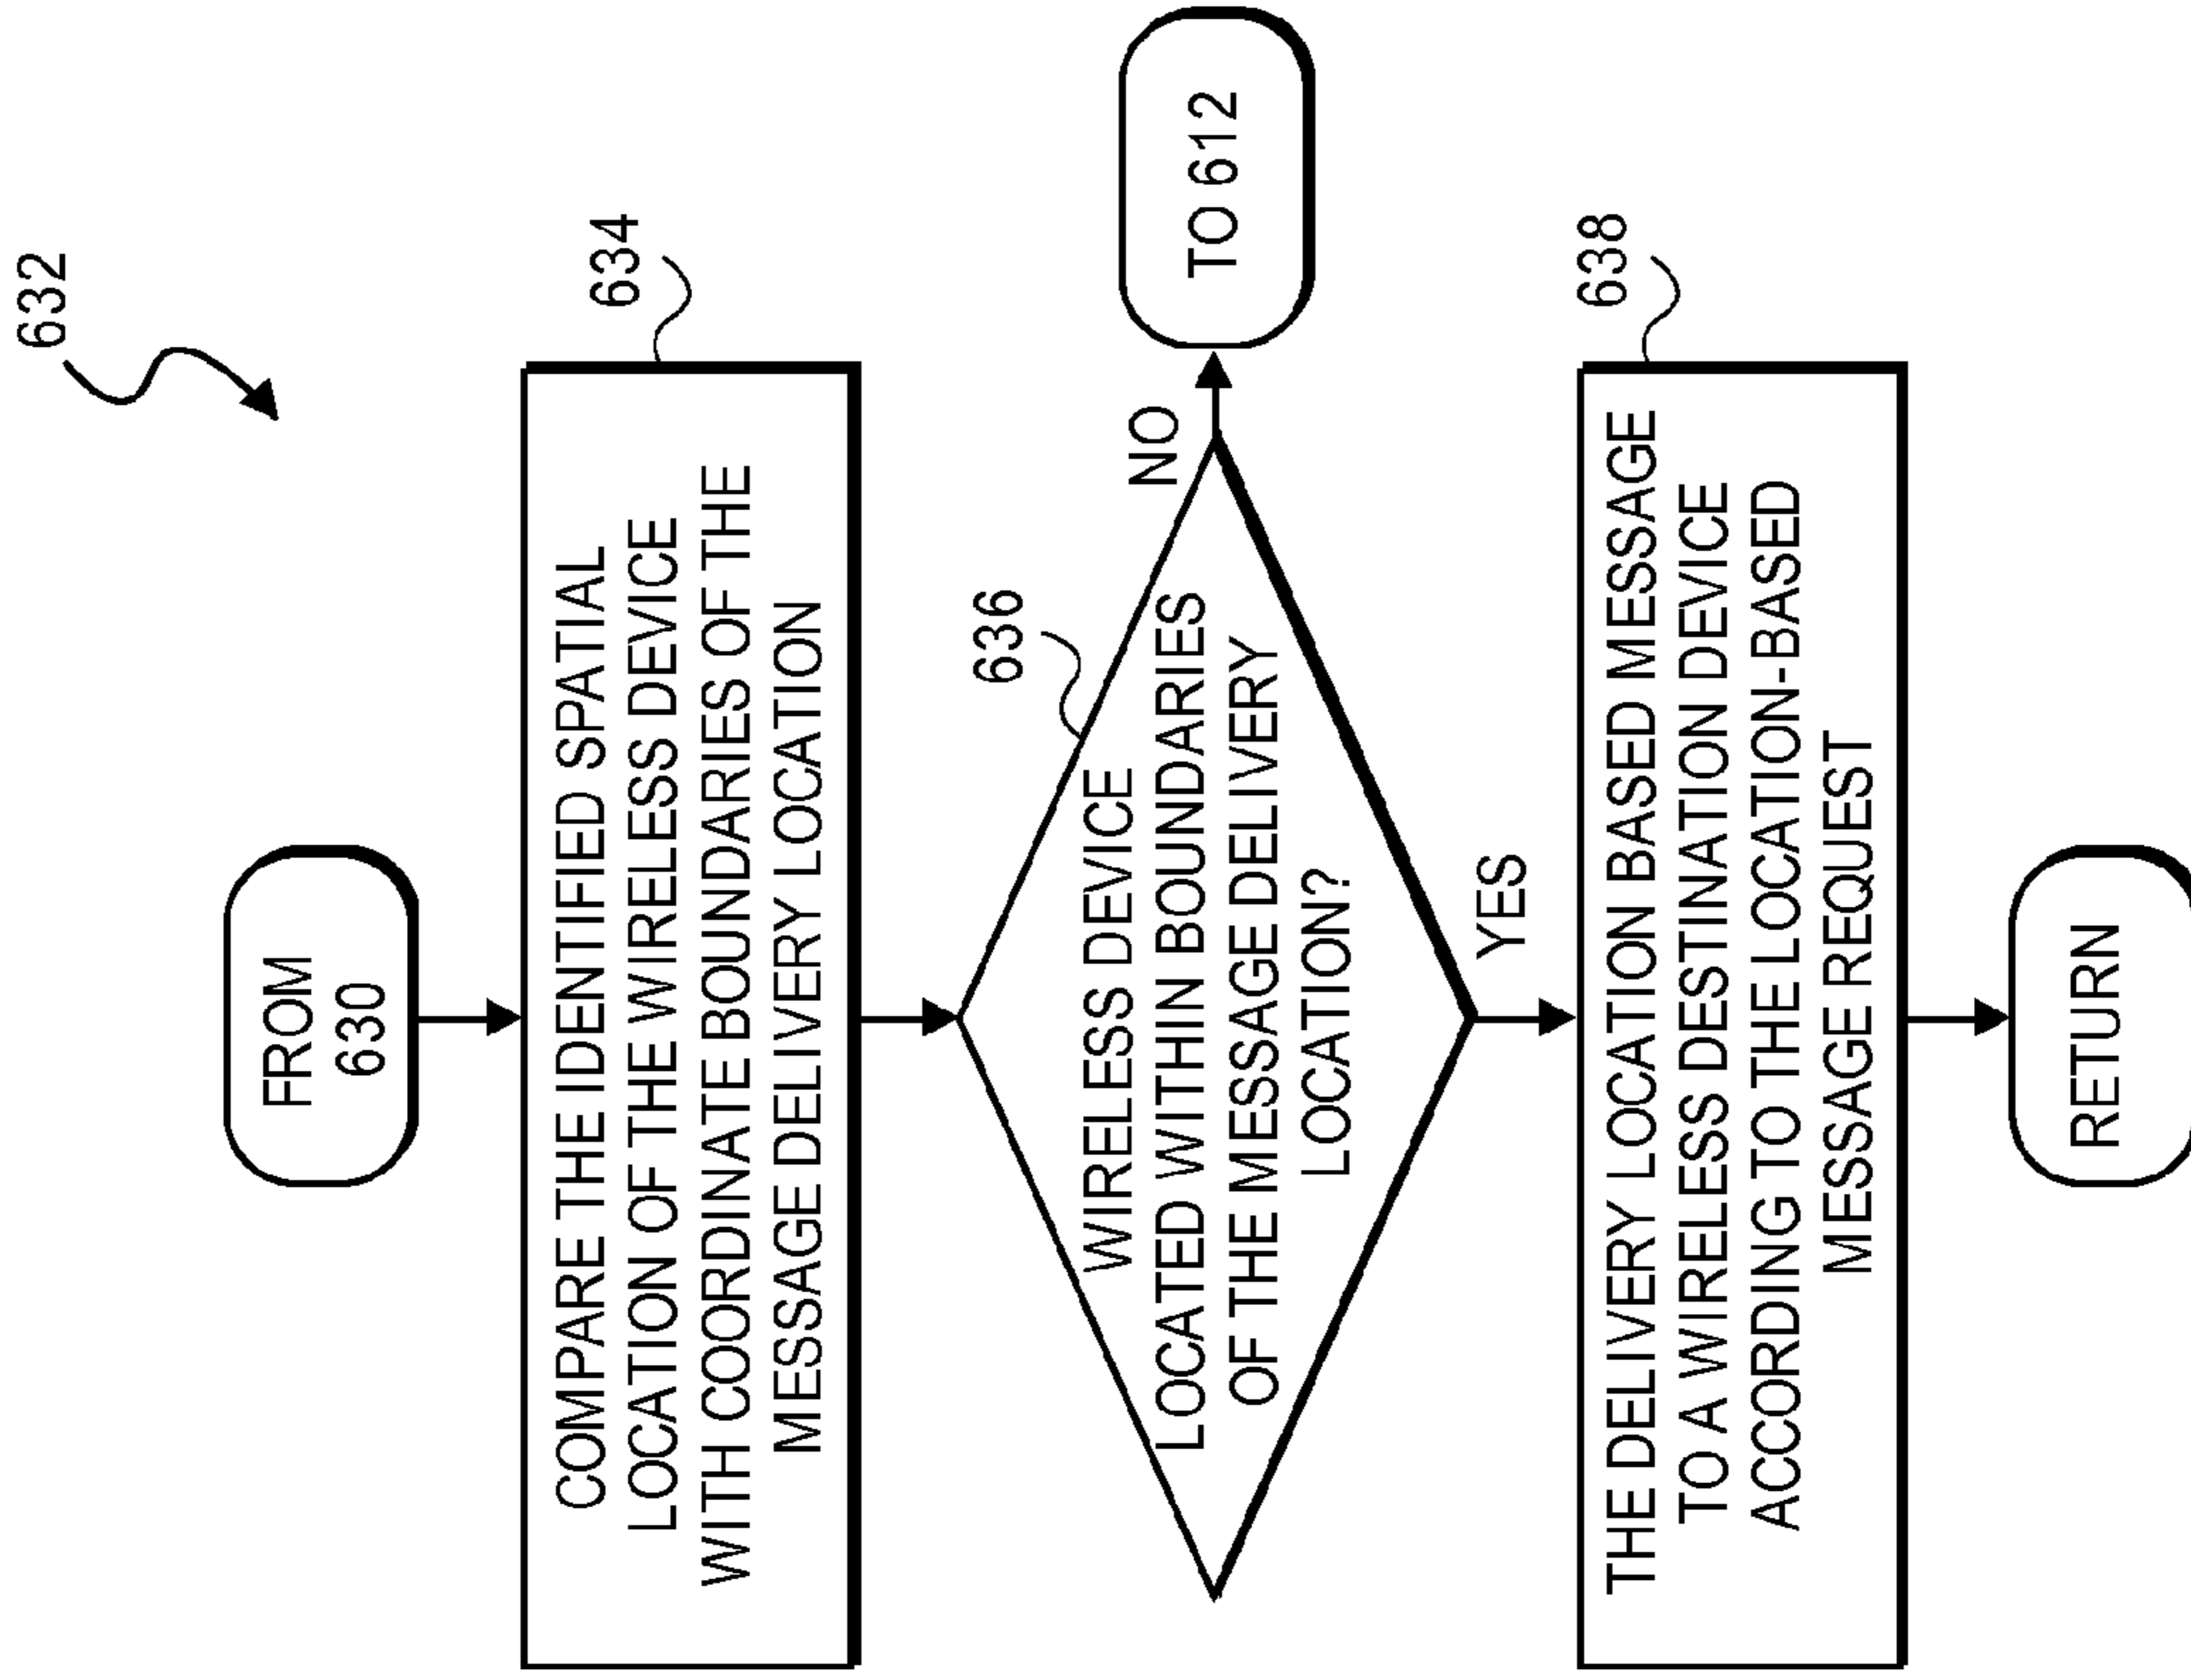 632
FROM
630
634
COMPARE THE IDENTIFIED SPATIAL
LOCATION OF THE WIRELESS DEVICE
WITH COORDINATE BOUNDARIES OF THE
MESSAGE DELIVERY LOCATION
636
WIRELESS DEVICE
LOCATED WITHIN BOUNDARIES
OF THE MESSAGE DELIVERY
LOCATION?
NO
TO 612
YES
638
THE DELIVERY LOCATION BASED MESSAGE
TO A WIRELESS DESTINATION DEVICE
ACCORDING TO THE LOCATION-BASED
MESSAGE REQUEST
RETURN